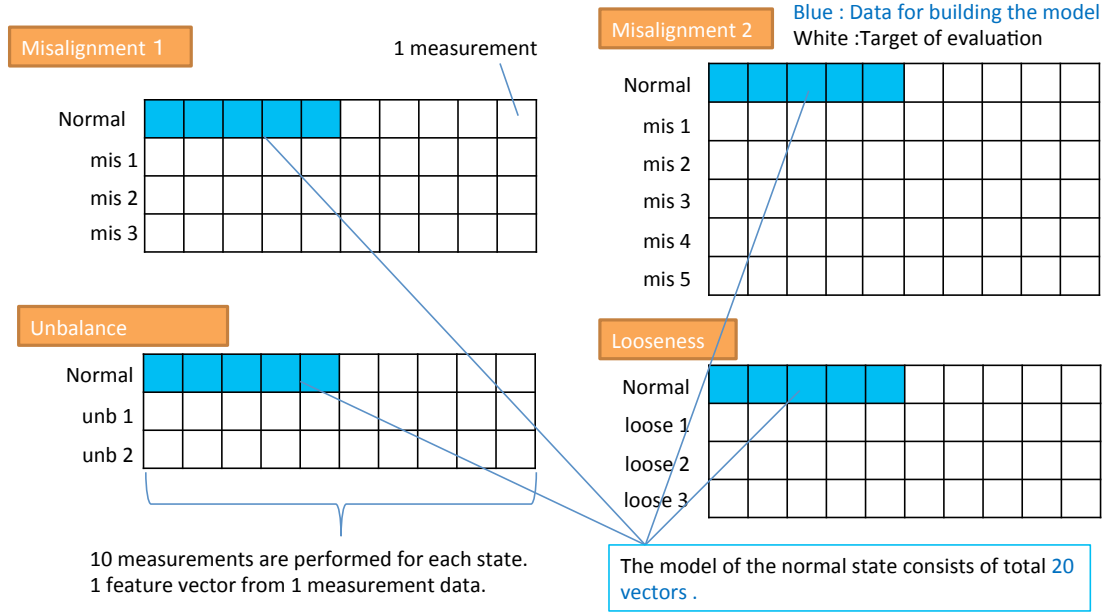 Misalignment 1
1 measurement
Normal
mis 1
mis 2
mis 3
Misalignment 2
Blue : Data for building the model
White :Target of evaluation
Normal
mis 1
mis 2
mis 3
mis 4
mis 5
Unbalance
Normal
unb 1
unb 2
10 measurements are performed for each state.
1 feature vector from 1 measurement data.
Looseness
Normal
loose 1
loose 2
loose 3
The model of the normal state consists of total 20
vectors .